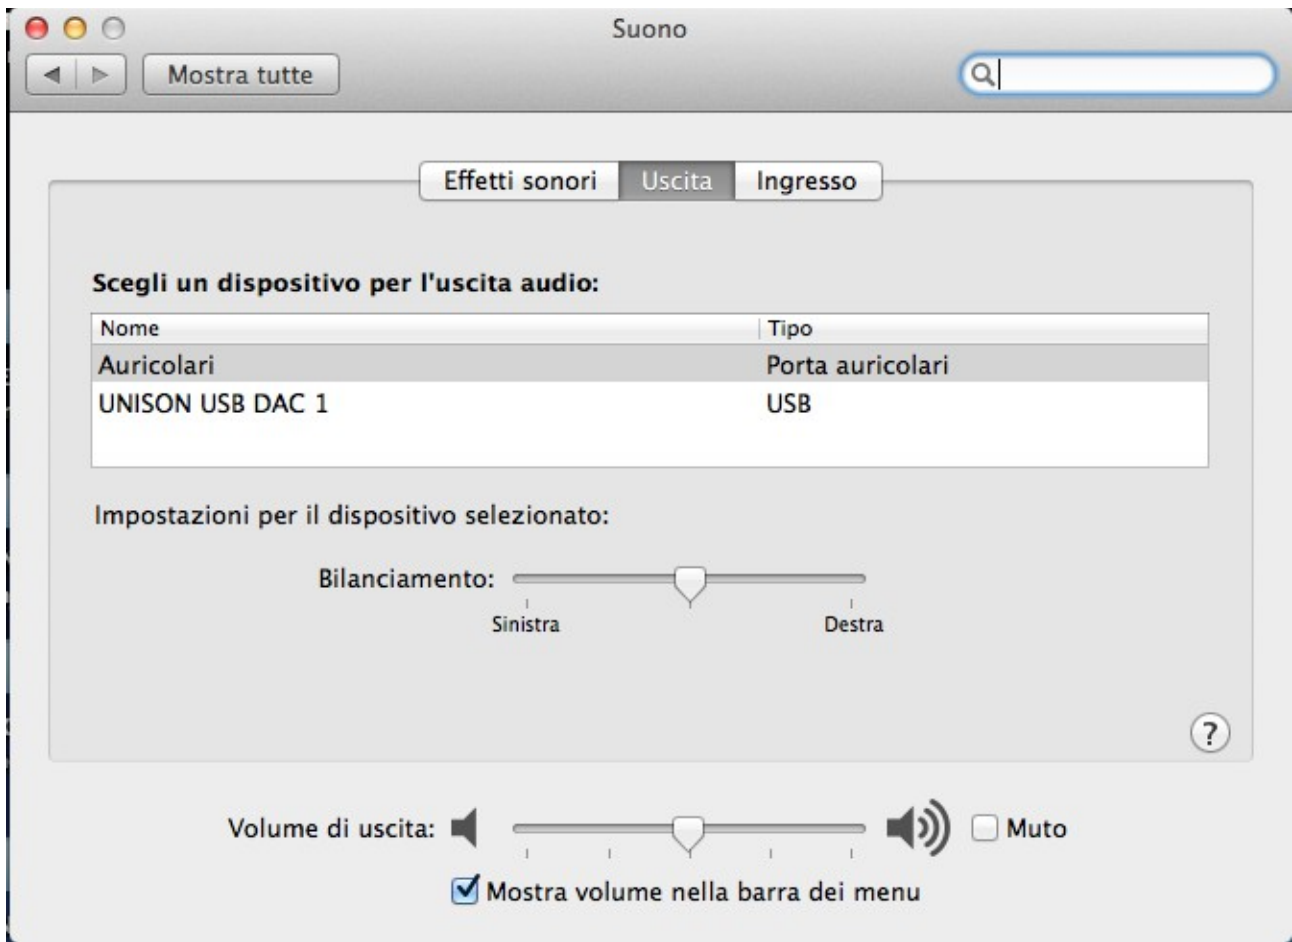 Suono
Mostra tutte
Effetti sonori Uscita Ingresso
Scegli un dispositivo per l'uscita audio:
Nome Tipo
Auricolari Porta auricolari
UNISON USB DAC 1 USB
Impostazioni per il dispositivo selezionato:
Bilanciamento:
Sinistra Destra
?
Volume di uscita: Muto
Mostra volume nella barra dei menu